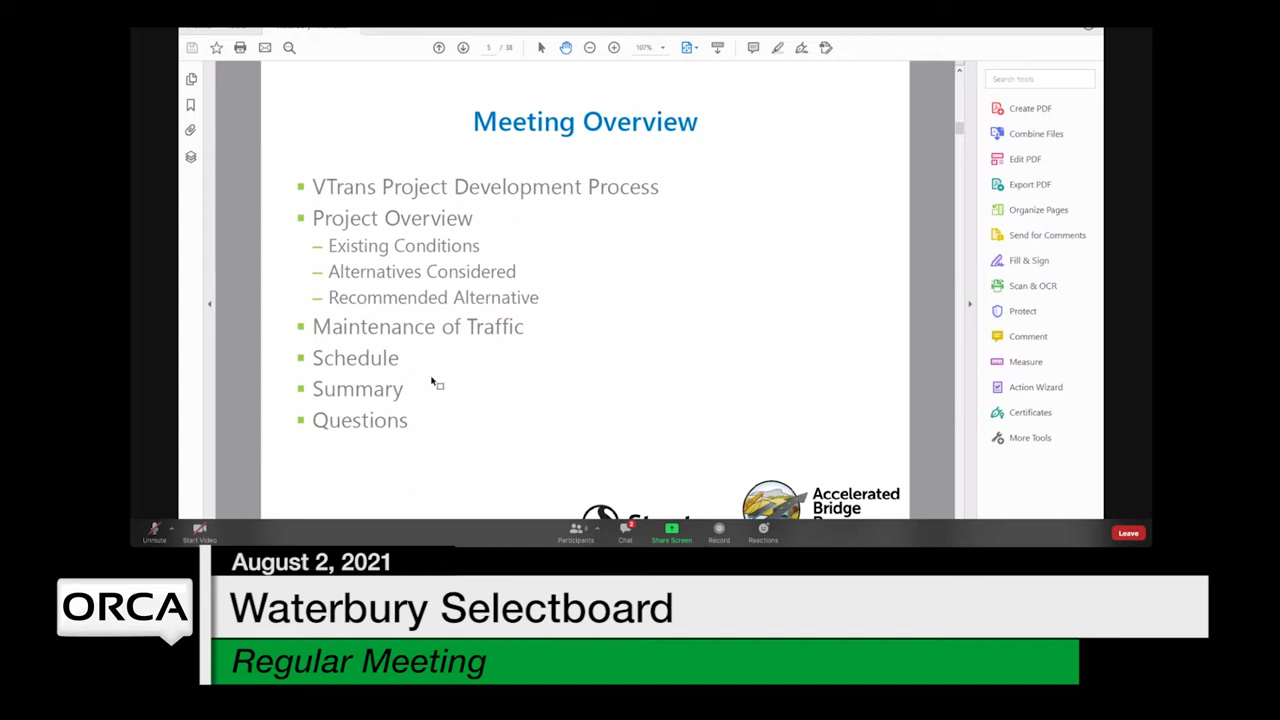 3 / 38
107%
Search tools
Create PDF
Combine Files
Edit PDF
Export PDF
Organize Pages
Send for Comments
Fill & Sign
Scan & OCR
Protect
Comment
Measure
Action Wizard
Certificates
More Tools
Meeting Overview
VTrans Project Development Process
Project Overview
– Existing Conditions
– Alternatives Considered
– Recommended Alternative
Maintenance of Traffic
Schedule
Summary
Questions
Accelerated
Bridge
Unmute
Start Video
Participants
Chat
2
Share Screen
Record
Reactions
Leave
August 2, 2021
ORCA
Waterbury Selectboard
Regular Meeting